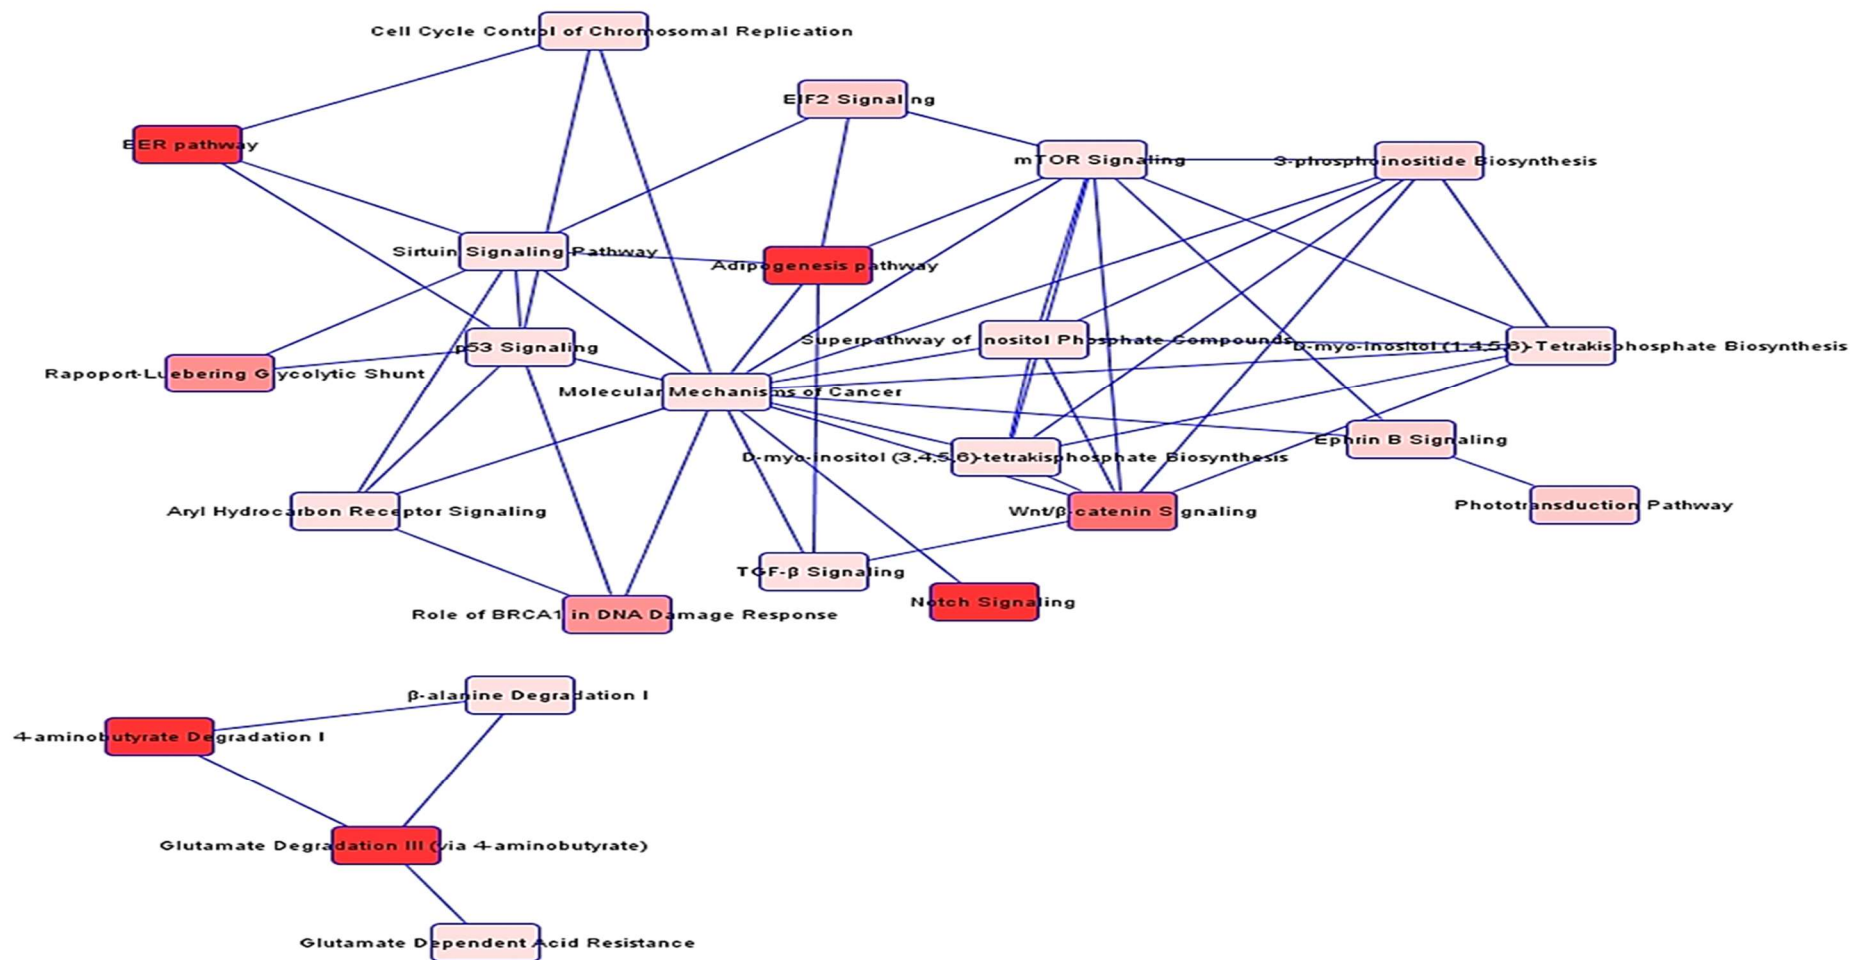 Cell Cycle Control of Chromosomal Replication
EIF2 Signaling
BER pathway
mTOR Signaling
3-phosphoinositide Biosynthesis
Sirtuin Signaling Pathway
Adipogenesis pathway
Superpathway of Inositol Phosphate Compounds
D-myo-inositol (1,4,5,6)-Tetrakisphosphate Biosynthesis
p53 Signaling
Rapoport-Luebering Glycolytic Shunt
Molecular Mechanisms of Cancer
Ephrin B Signaling
D-myo-inositol (3,4,5,6)-tetrakisphosphate Biosynthesis
Phototransduction Pathway
Aryl Hydrocarbon Receptor Signaling
Wnt/β-catenin Signaling
TGF-β Signaling
Notch Signaling
Role of BRCA1 in DNA Damage Response
β-alanine Degradation I
4-aminobutyrate Degradation I
Glutamate Degradation III (via 4-aminobutyrate)
Glutamate Dependent Acid Resistance